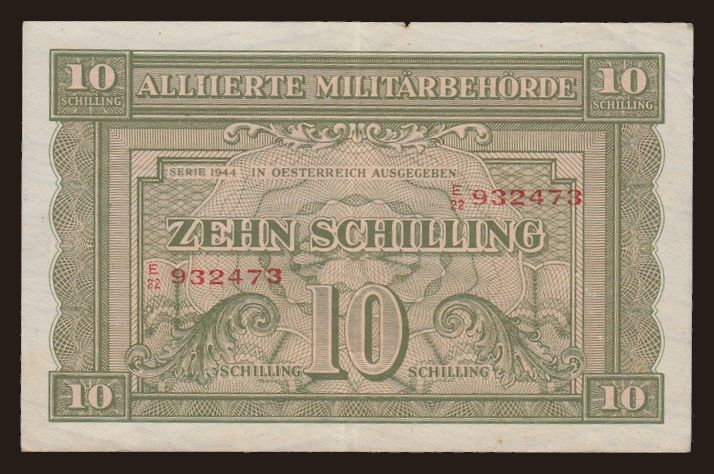 10 SCHILLING ALLIIERTE MILITÄRBEHÖRDE 10 SCHILLING
SERIE 1944 IN OESTERREICH AUSGEGEBEN
E/22 932473
ZEHN SCHILLING
E/22 932473
SCHILLING 10 SCHILLING
10 10